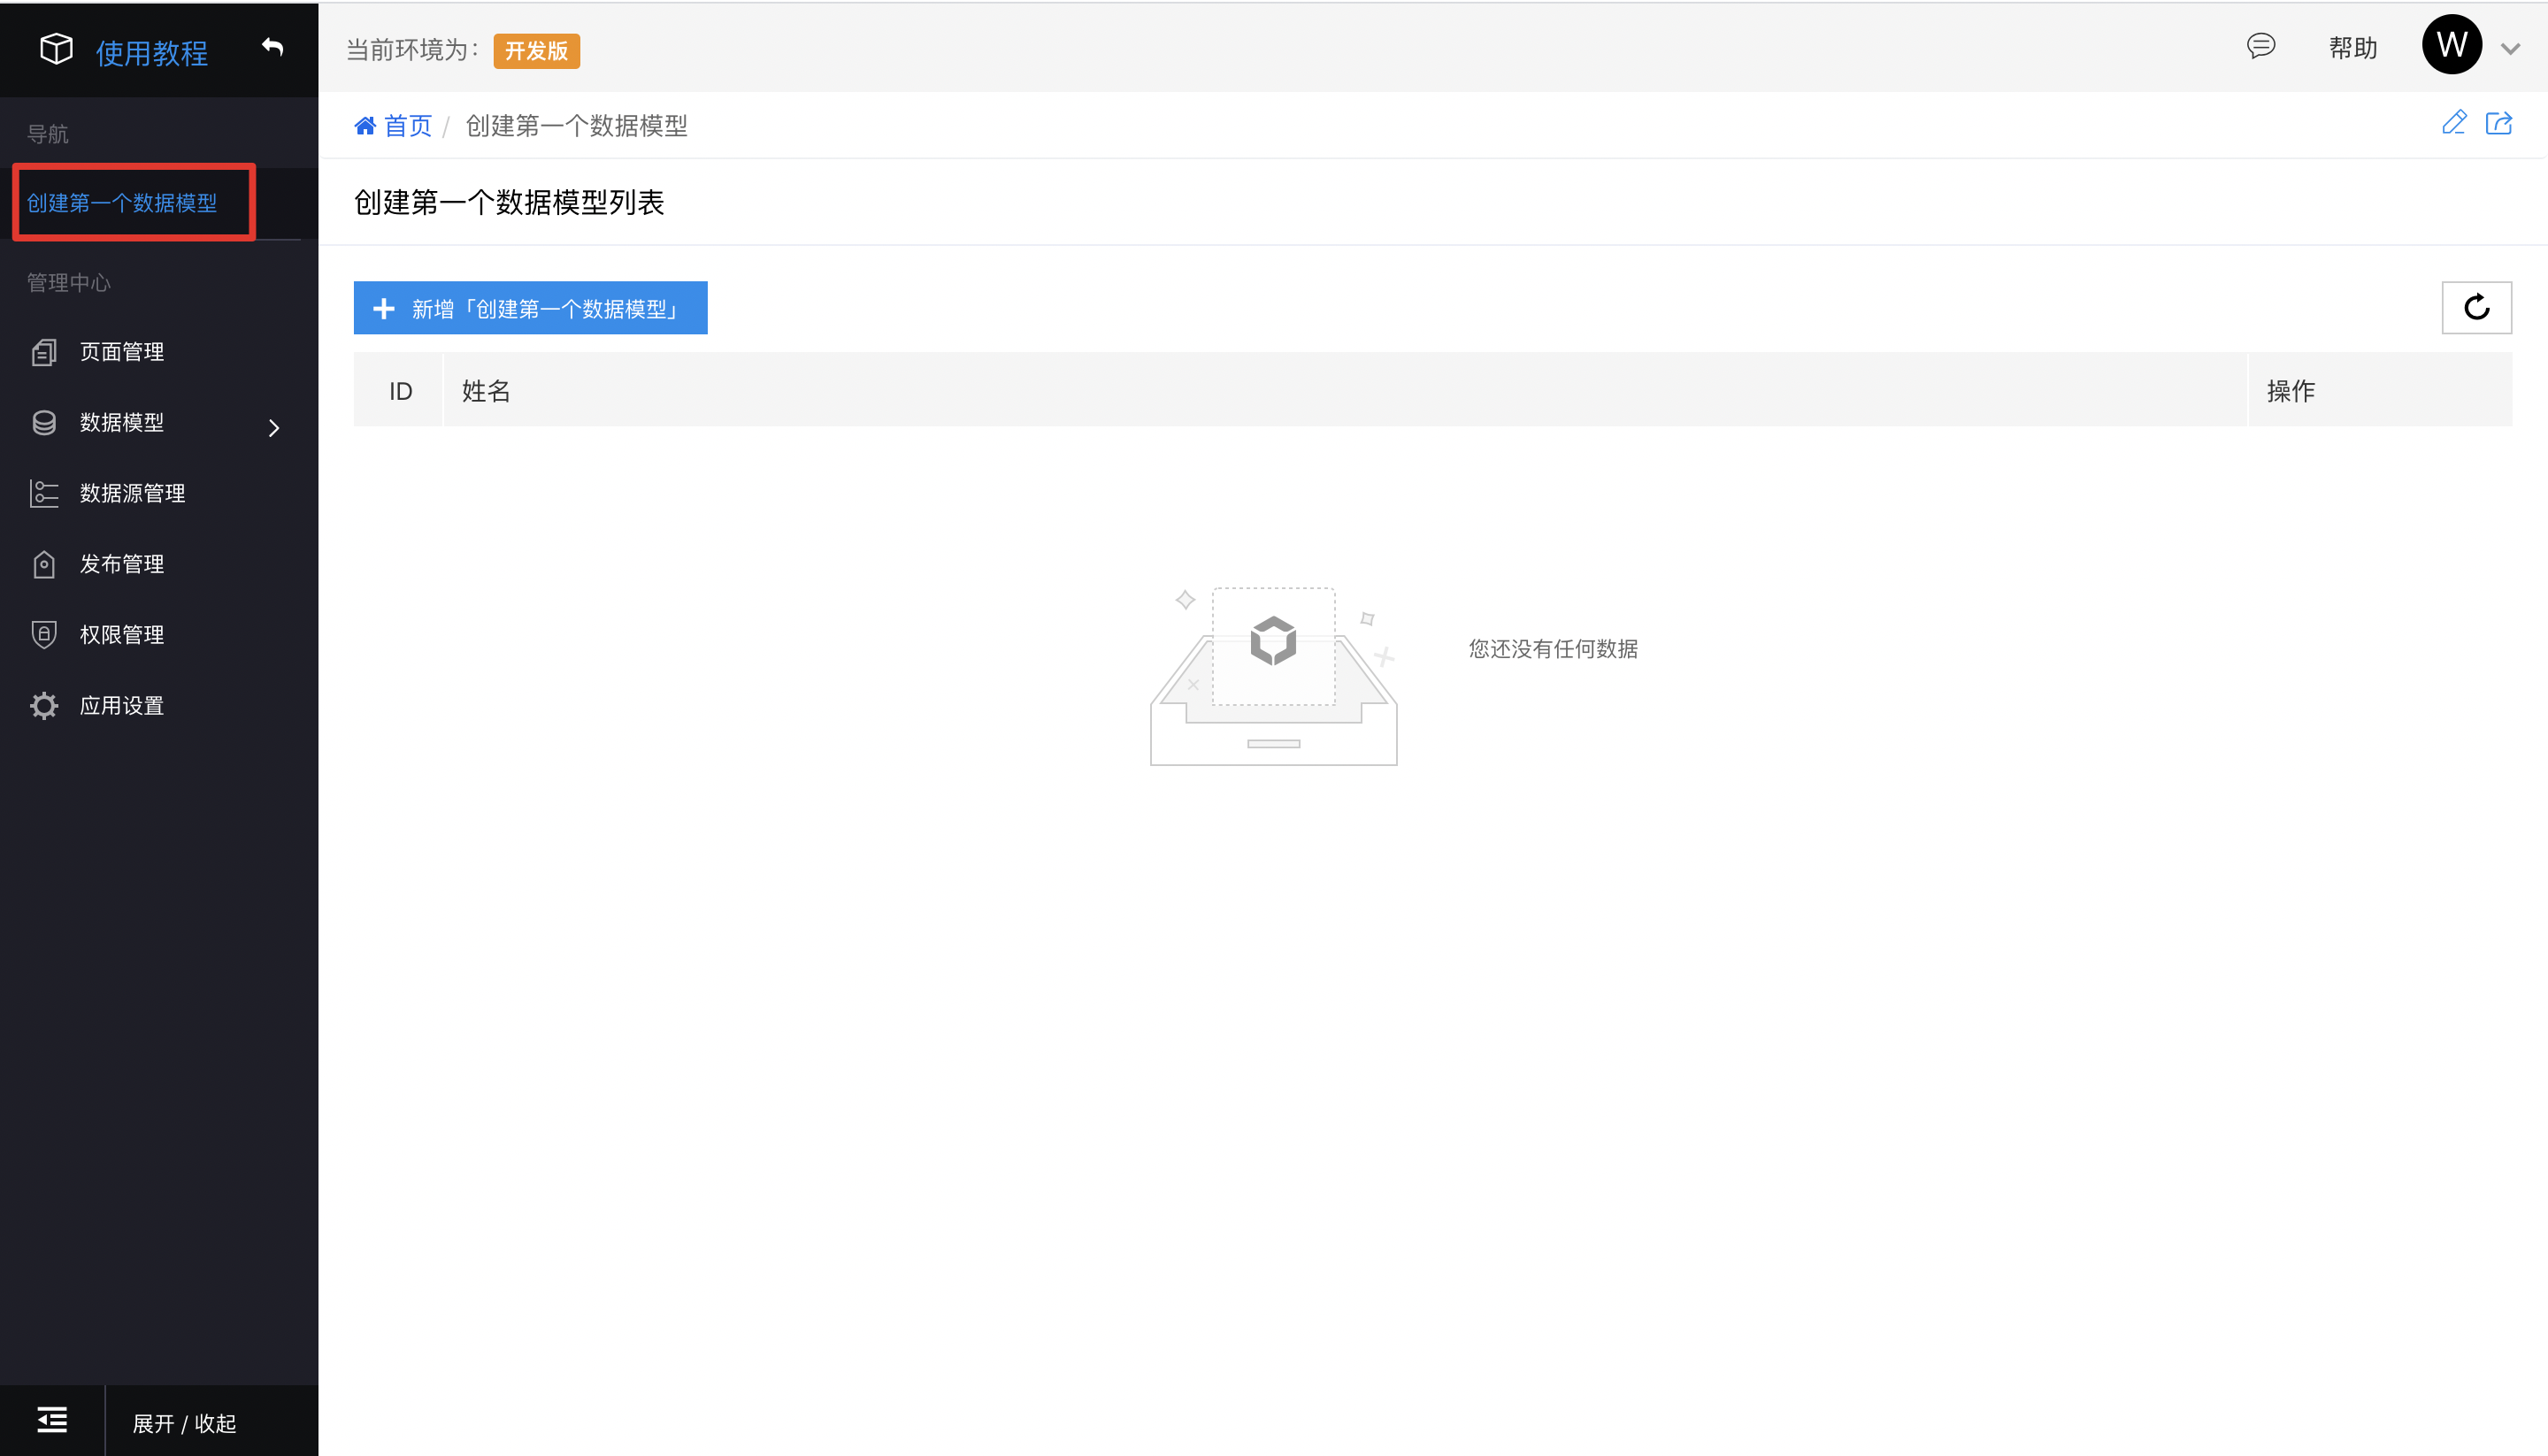 使用教程
当前环境为：
开发版
帮助
W
导航
首页 / 创建第一个数据模型
创建第一个数据模型
创建第一个数据模型列表
管理中心
新增「创建第一个数据模型」
页面管理
ID
姓名
操作
数据模型
数据源管理
发布管理
权限管理
您还没有任何数据
应用设置
展开 / 收起